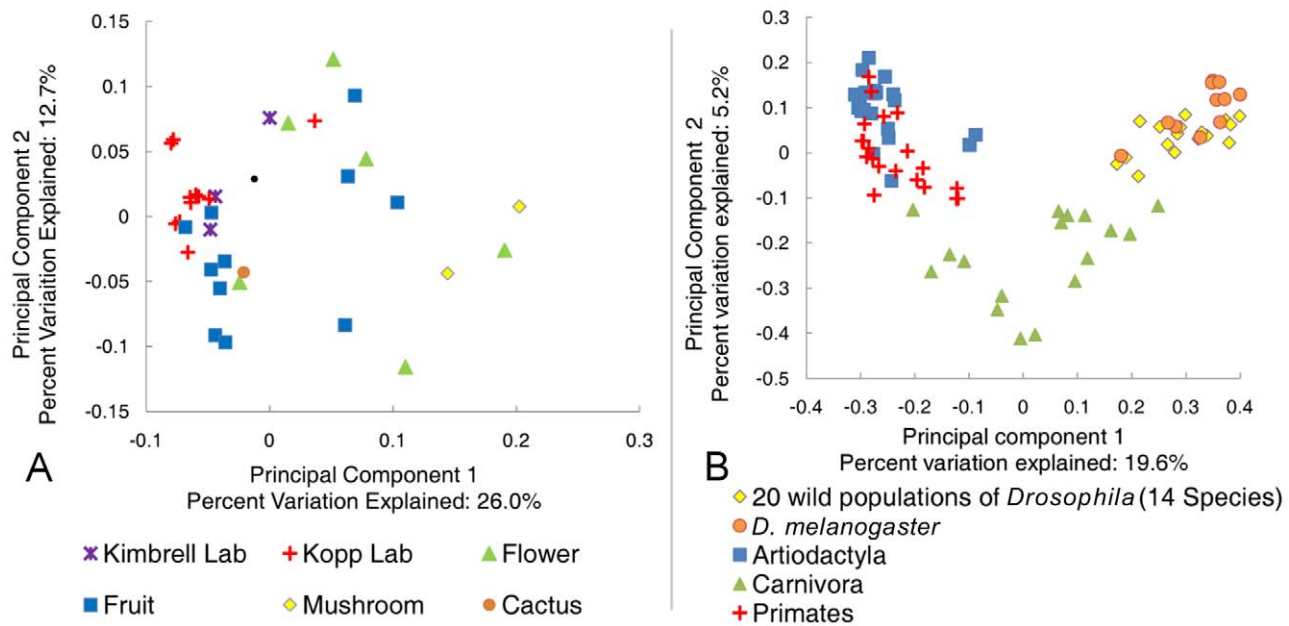 0.15
0.1
0.05
0
-0.05
-0.1
-0.15
-0.1
0
0.1
0.2
0.3
Principal Component 2
Percent Variaition Explained: 12.7%
Principal Component 1
Percent Variation Explained: 26.0%
A
Kimbrell Lab
Kopp Lab
Flower
Fruit
Mushroom
Cactus
0.3
0.2
0.1
0
-0.1
-0.2
-0.3
-0.4
-0.5
-0.4
-0.3
-0.2
-0.1
0
0.1
0.2
0.3
0.4
Principal Component 2
Percent variation explained: 5.2%
Principal component 1
Percent variation explained: 19.6%
B
20 wild populations of Drosophila (14 Species)
D. melanogaster
Artiodactyla
Carnivora
Primates